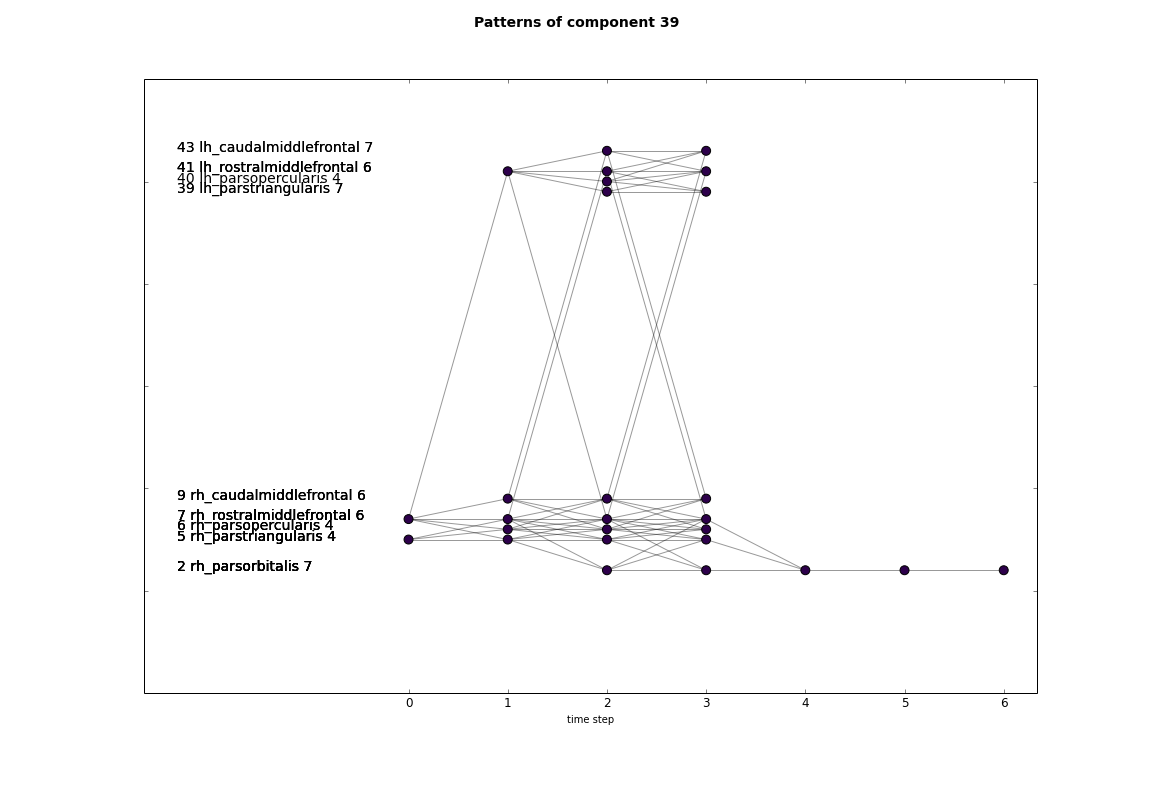 Patterns of component 39
43 lh_caudalmiddlefrontal 7
41 lh_rostralmiddlefrontal 6
40 lh_parsopercularis 4
39 lh_parstriangularis 7
9 rh_caudalmiddlefrontal 6
7 rh_rostralmiddlefrontal 6
6 rh_parsopercularis 4
5 rh_parstriangularis 4
2 rh_parsorbitalis 7
0 1 2 3 4 5 6
time step